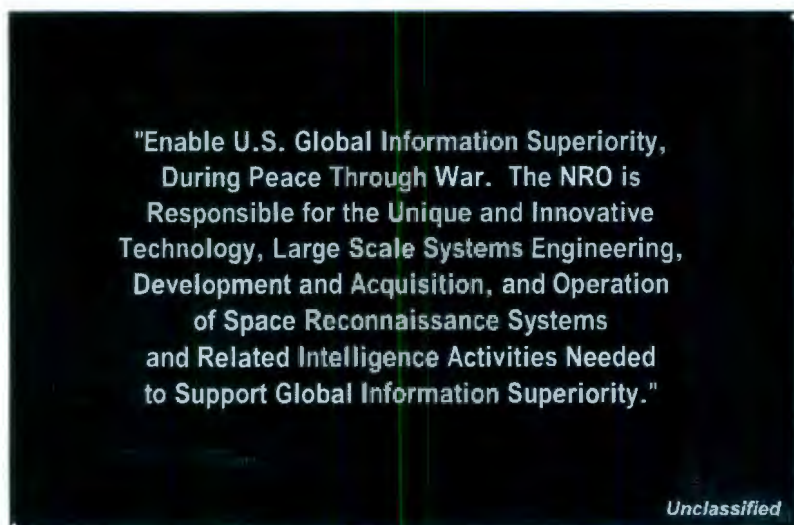 "Enable U.S. Global Information Superiority,
During Peace Through War. The NRO is
Responsible for the Unique and Innovative
Technology, Large Scale Systems Engineering,
Development and Acquisition, and Operation
of Space Reconnaissance Systems
and Related Intelligence Activities Needed
to Support Global Information Superiority."
Unclassified